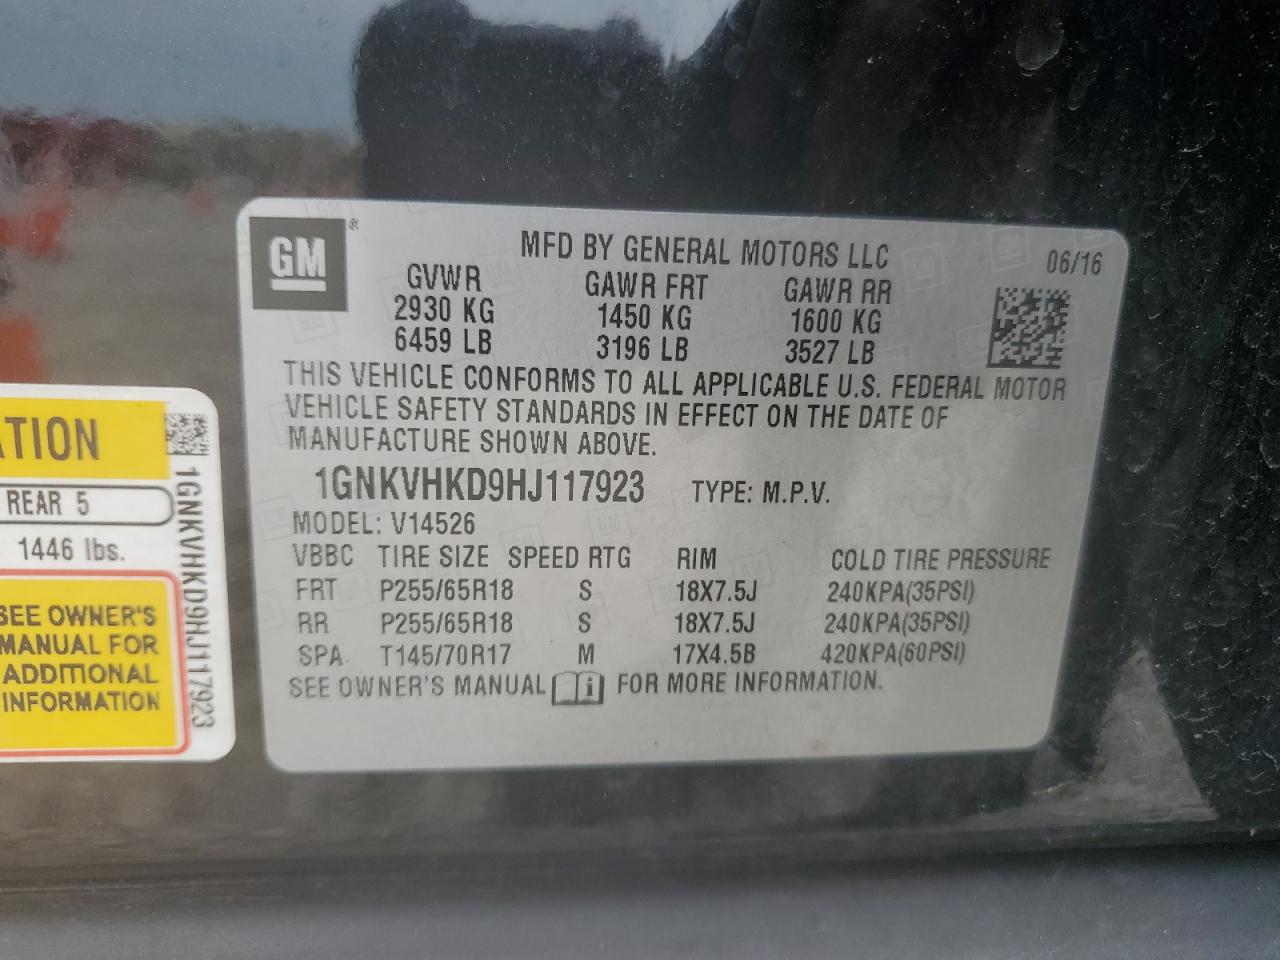 GM
®
MFD BY GENERAL MOTORS LLC
06/16
GVWR GAWR FRT GAWR RR
2930 KG 1450 KG 1600 KG
6459 LB 3196 LB 3527 LB
THIS VEHICLE CONFORMS TO ALL APPLICABLE U.S. FEDERAL MOTOR
VEHICLE SAFETY STANDARDS IN EFFECT ON THE DATE OF
MANUFACTURE SHOWN ABOVE.
1GNKVHKD9HJ117923 TYPE: M.P.V.
MODEL: V14526
VBBC TIRE SIZE SPEED RTG RIM COLD TIRE PRESSURE
FRT P255/65R18 S 18X7.5J 240KPA(35PSI)
RR P255/65R18 S 18X7.5J 240KPA(35PSI)
SPA T145/70R17 M 17X4.5B 420KPA(60PSI)
SEE OWNER'S MANUAL i FOR MORE INFORMATION.
ATION
REAR 5
1446 lbs.
SEE OWNER'S
MANUAL FOR
ADDITIONAL
INFORMATION
1GNKVHKD9HJ117923